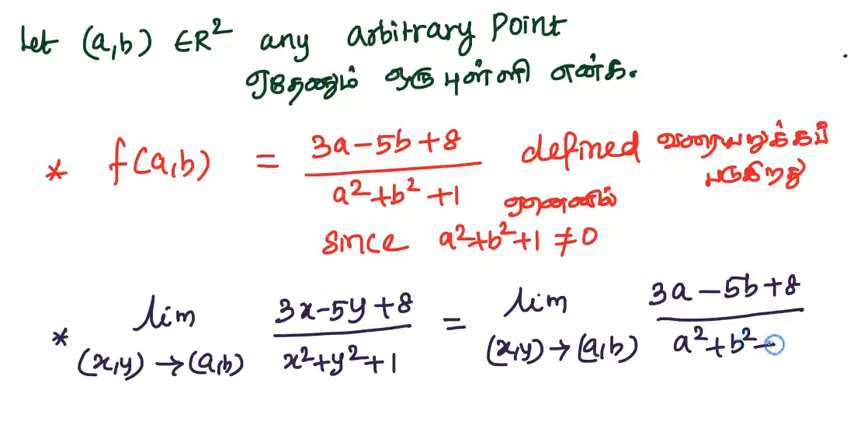 Let (a,b) ∈R² any arbitrary Point
ஏதேனும் ஒரு புள்ளி என்க.
* f(a,b) = (3a-5b+8)/(a²+b²+1) defined வரையறுக்கப்
படுகிறது
ஏனெனில்
since a²+b²+1 ≠0
* lim (x,y)→(a,b) (3x-5y+8)/(x²+y²+1) = lim (x,y)→(a,b) (3a-5b+8)/(a²+b²-